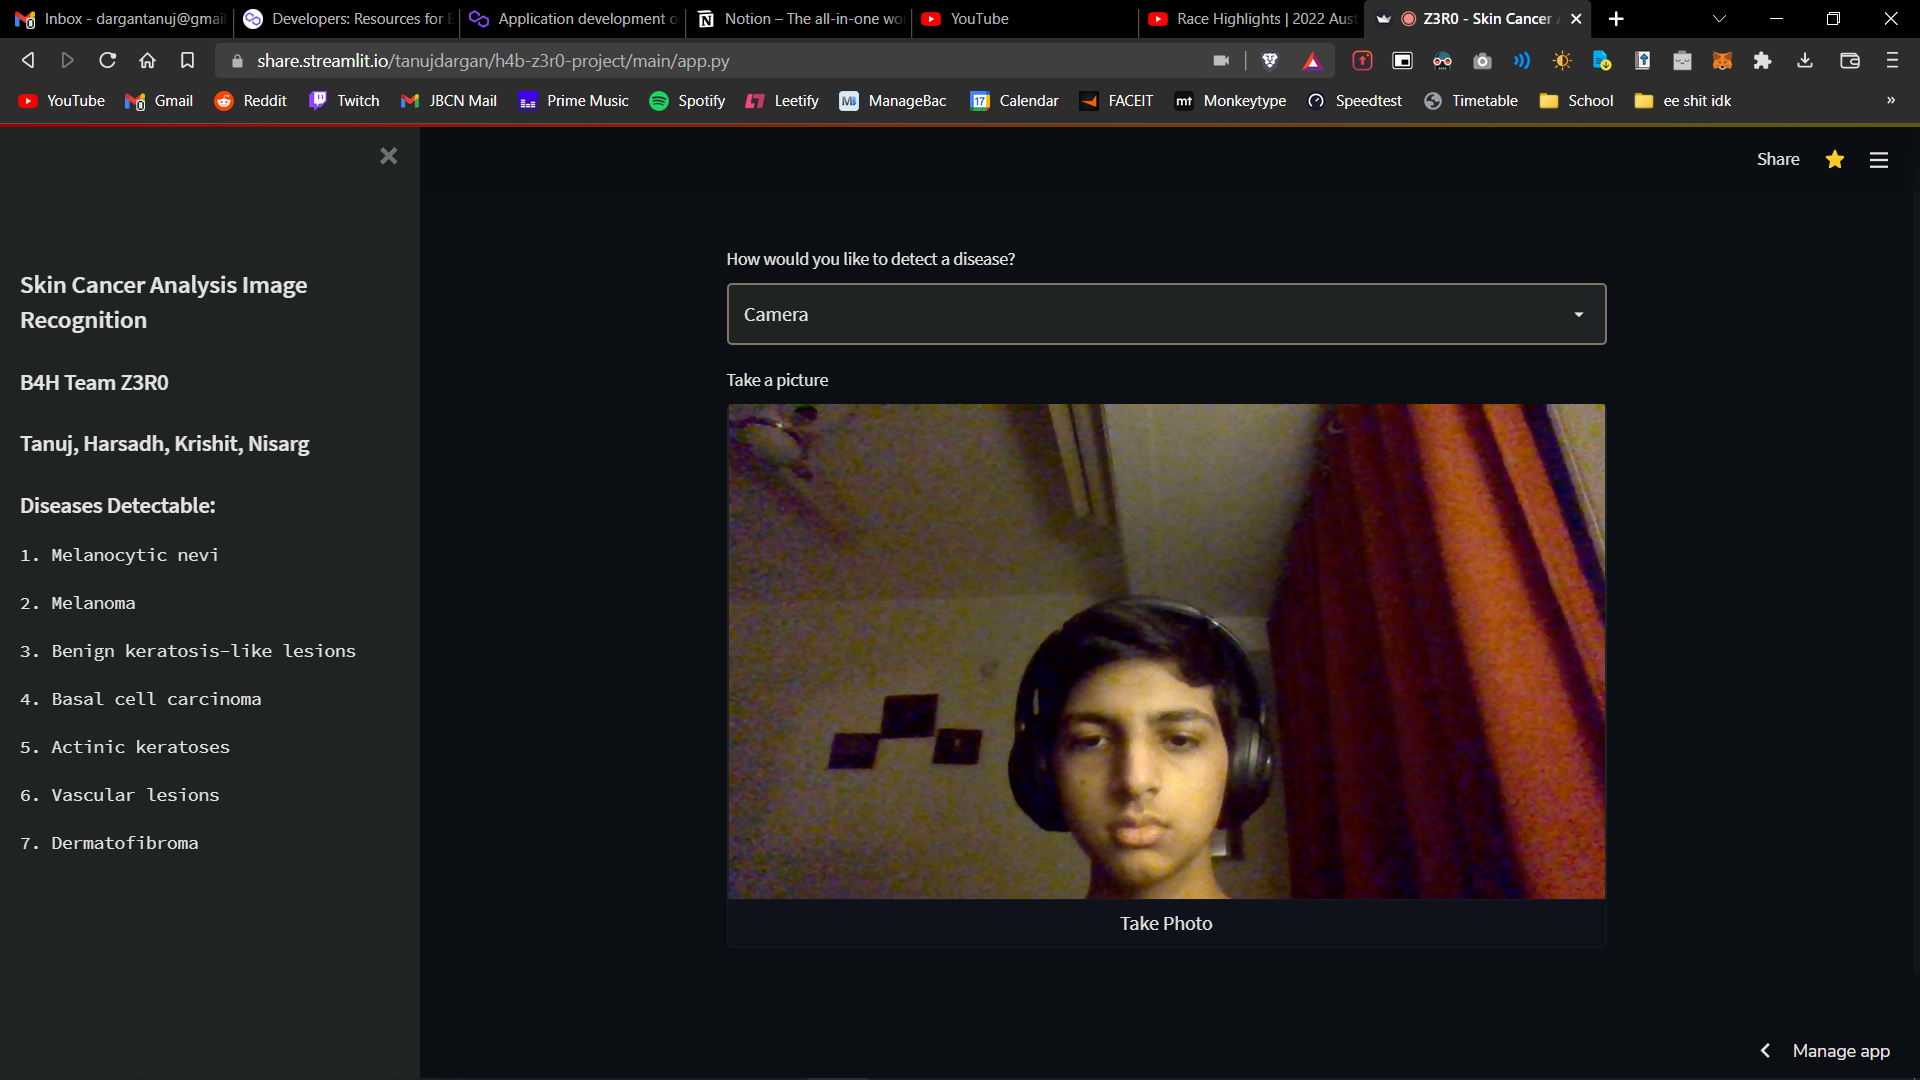 Inbox - dargantanuj@gmai
Developers: Resources for E
Application development o
Notion – The all-in-one wo
YouTube
Race Highlights | 2022 Aust
Z3R0 - Skin Cancer
share.streamlit.io/tanujdargan/h4b-z3r0-project/main/app.py
YouTube
Gmail
Reddit
Twitch
JBCN Mail
Prime Music
Spotify
Leetify
ManageBac
Calendar
FACEIT
Monkeytype
Speedtest
Timetable
School
ee shit idk
Share
Skin Cancer Analysis Image
Recognition
B4H Team Z3R0
Tanuj, Harsadh, Krishit, Nisarg
Diseases Detectable:
1. Melanocytic nevi
2. Melanoma
3. Benign keratosis-like lesions
4. Basal cell carcinoma
5. Actinic keratoses
6. Vascular lesions
7. Dermatofibroma
How would you like to detect a disease?
Camera
Take a picture
Take Photo
Manage app